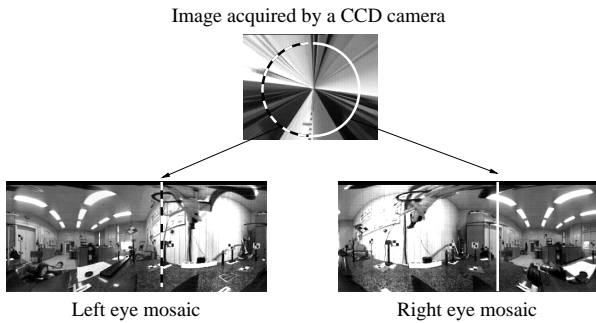 Image acquired by a CCD camera
Left eye mosaic
Right eye mosaic